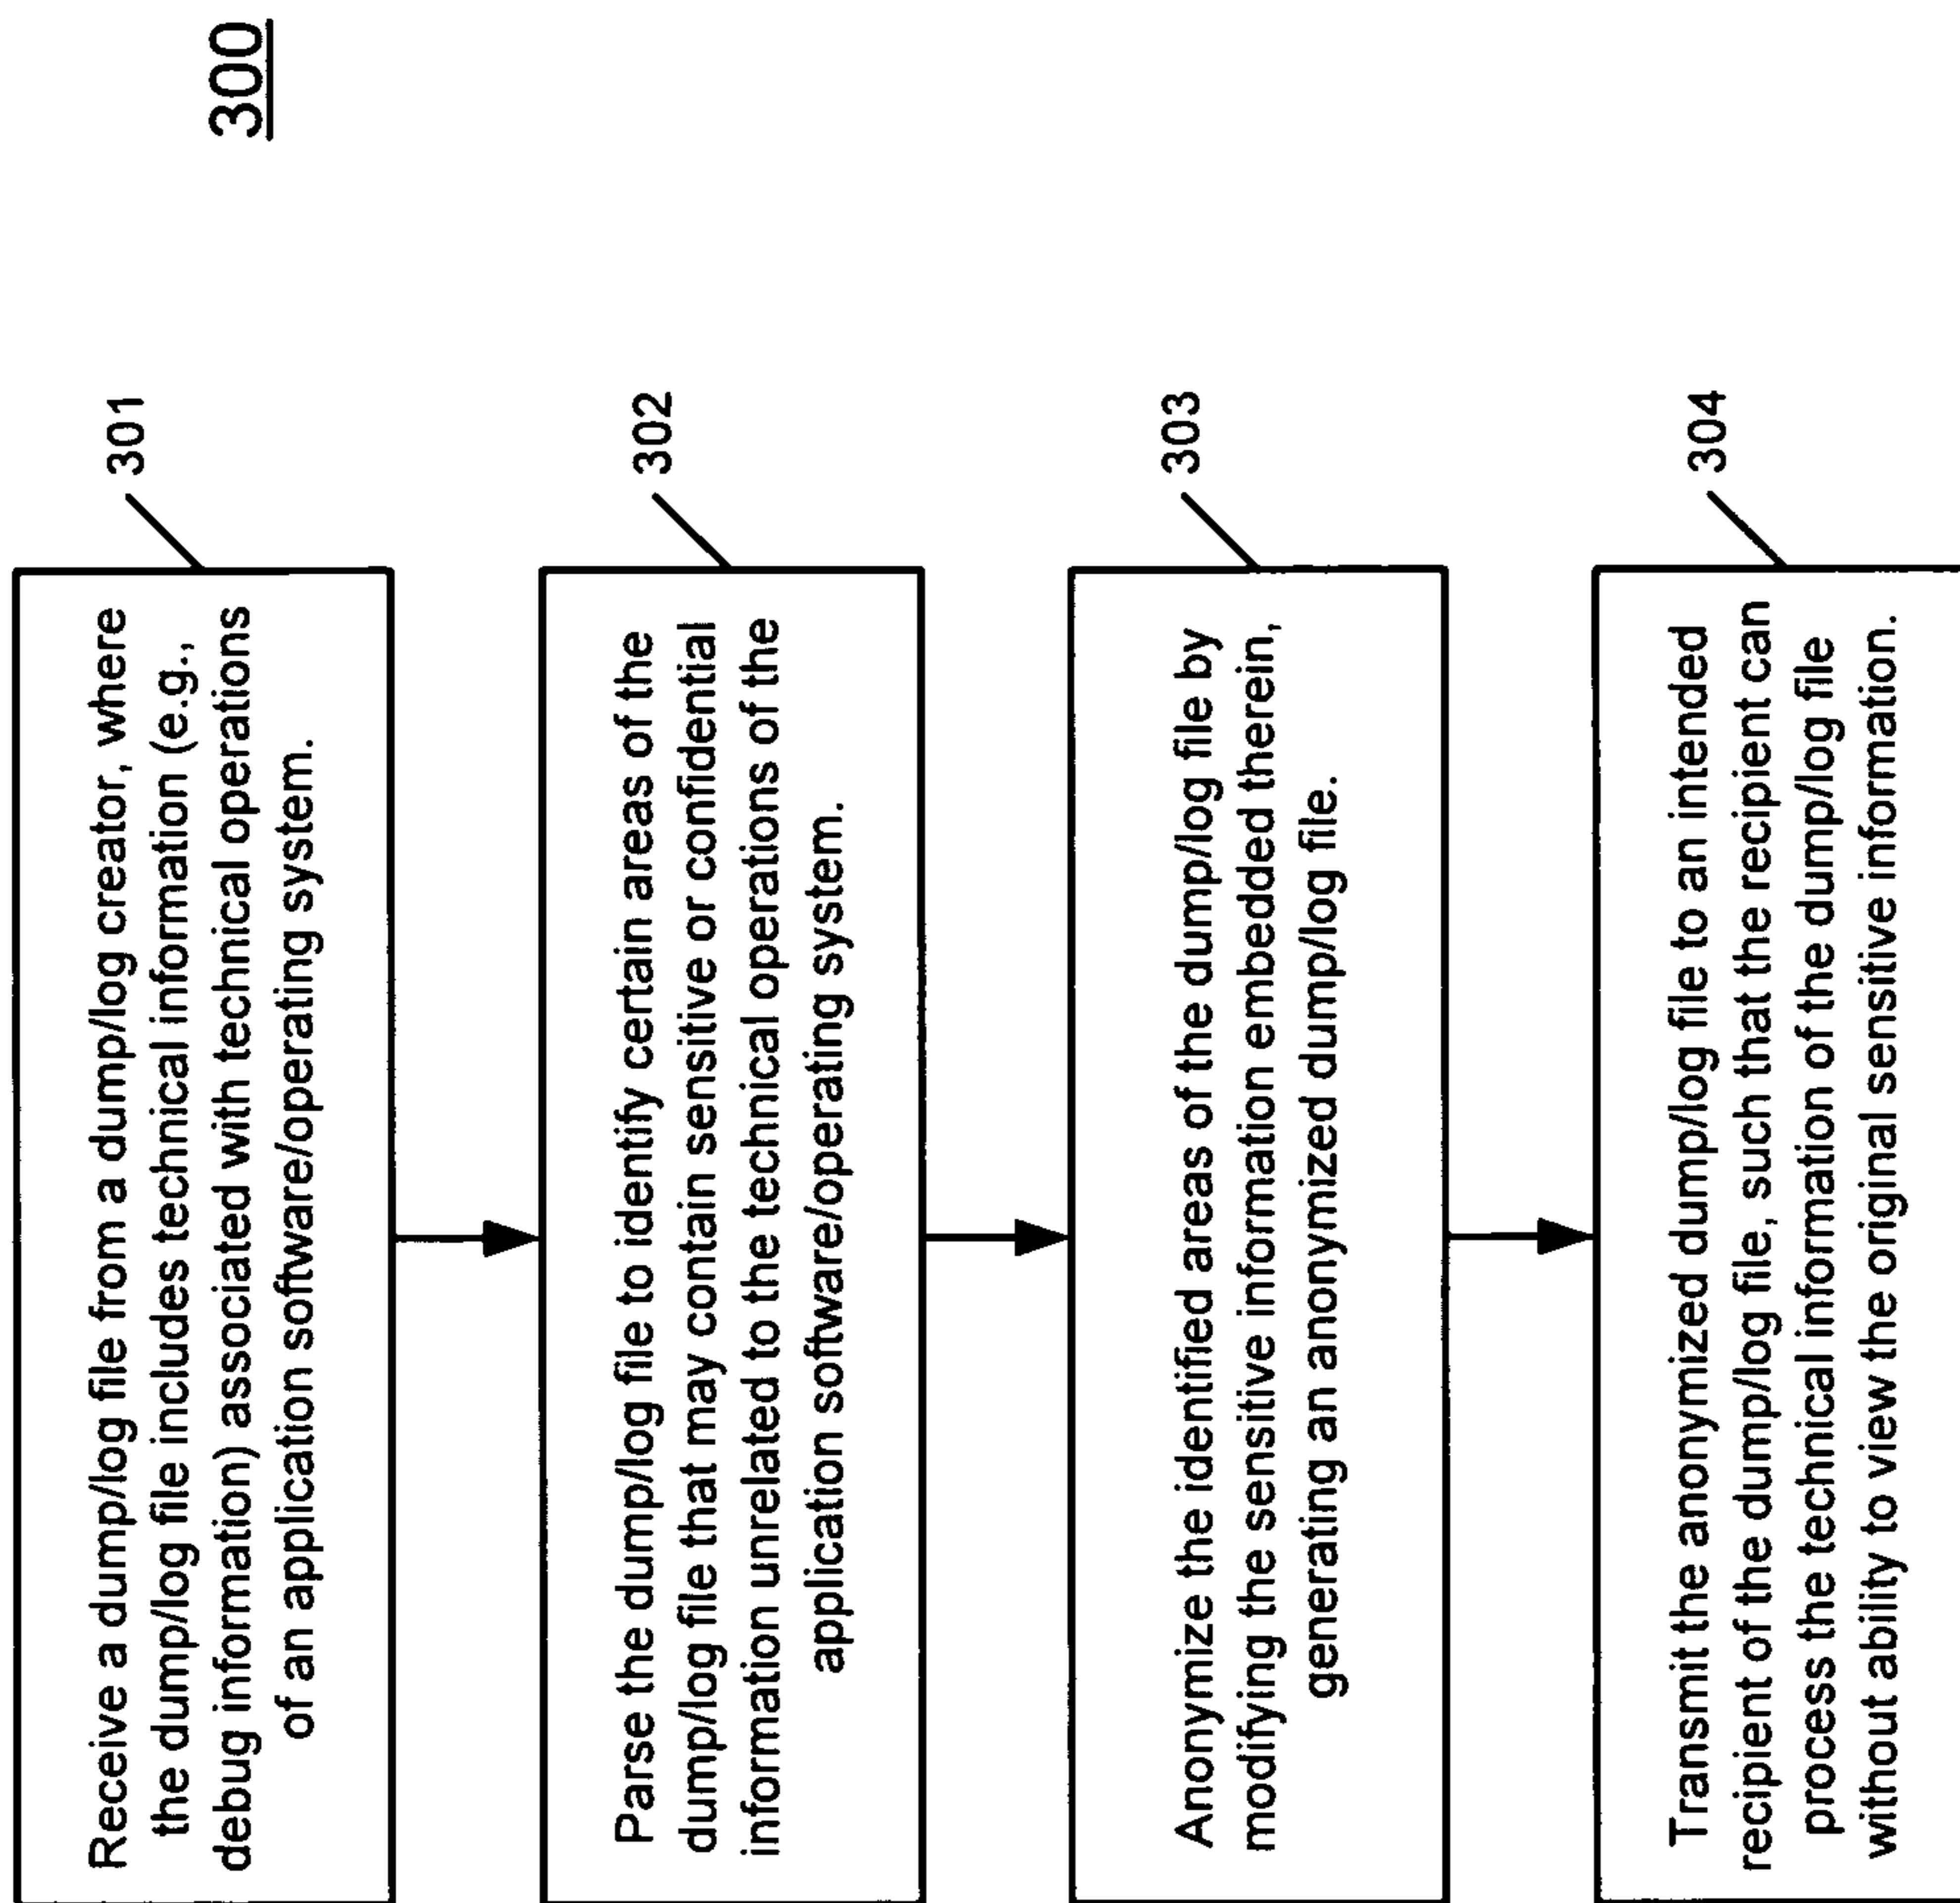 300
301
Receive a dump/log file from a dump/log creator, where
the dump/log file includes technical information (e.g.,
debug information) associated with technical operations
of an application software/operating system.
302
Parse the dump/log file to identify certain areas of the
dump/log file that may contain sensitive or confidential
information unrelated to the technical operations of the
application software/operating system.
303
Anonymize the identified areas of the dump/log file by
modifying the sensitive information embedded therein,
generating an anonymized dump/log file.
304
Transmit the anonymized dump/log file to an intended
recipient of the dump/log file, such that the recipient can
process the technical information of the dump/log file
without ability to view the original sensitive information.